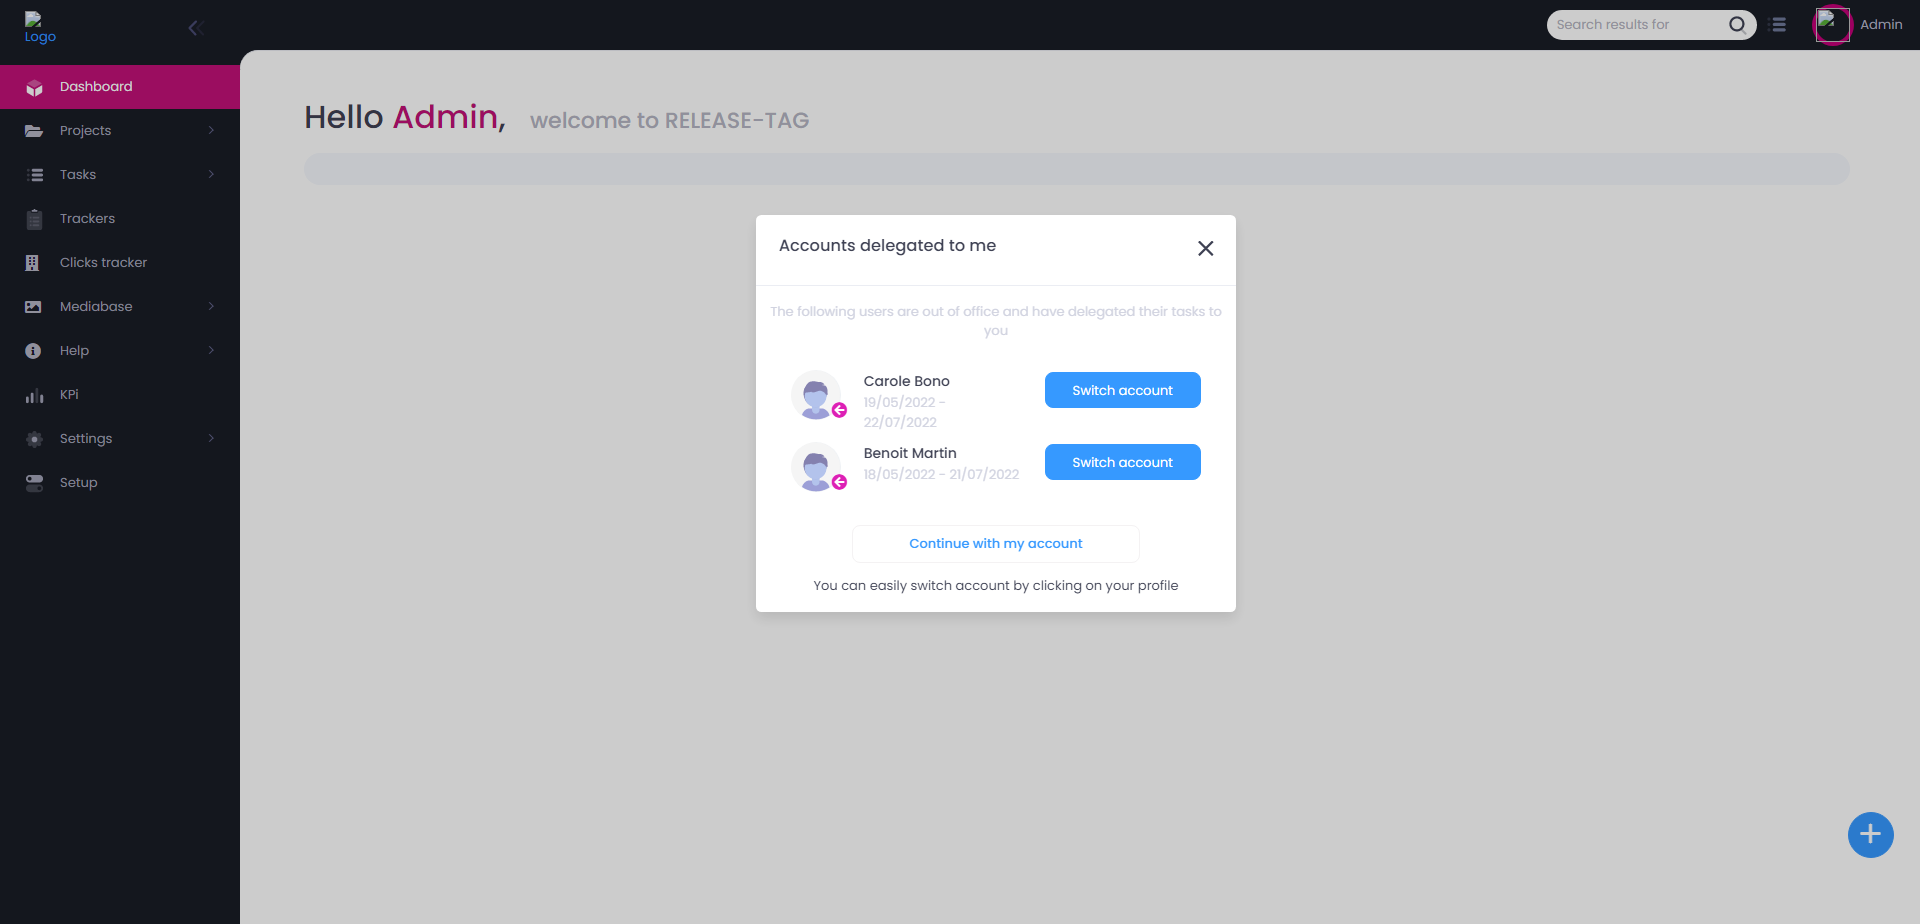 Logo
Search results for
Admin
Dashboard
Projects
Tasks
Trackers
Clicks tracker
Mediabase
Help
KPi
Settings
Setup
Hello Admin, welcome to RELEASE-TAG
Accounts delegated to me
The following users are out of office and have delegated their tasks to
you
Carole Bono
19/05/2022 -
22/07/2022
Switch account
Benoit Martin
18/05/2022 - 21/07/2022
Switch account
Continue with my account
You can easily switch account by clicking on your profile